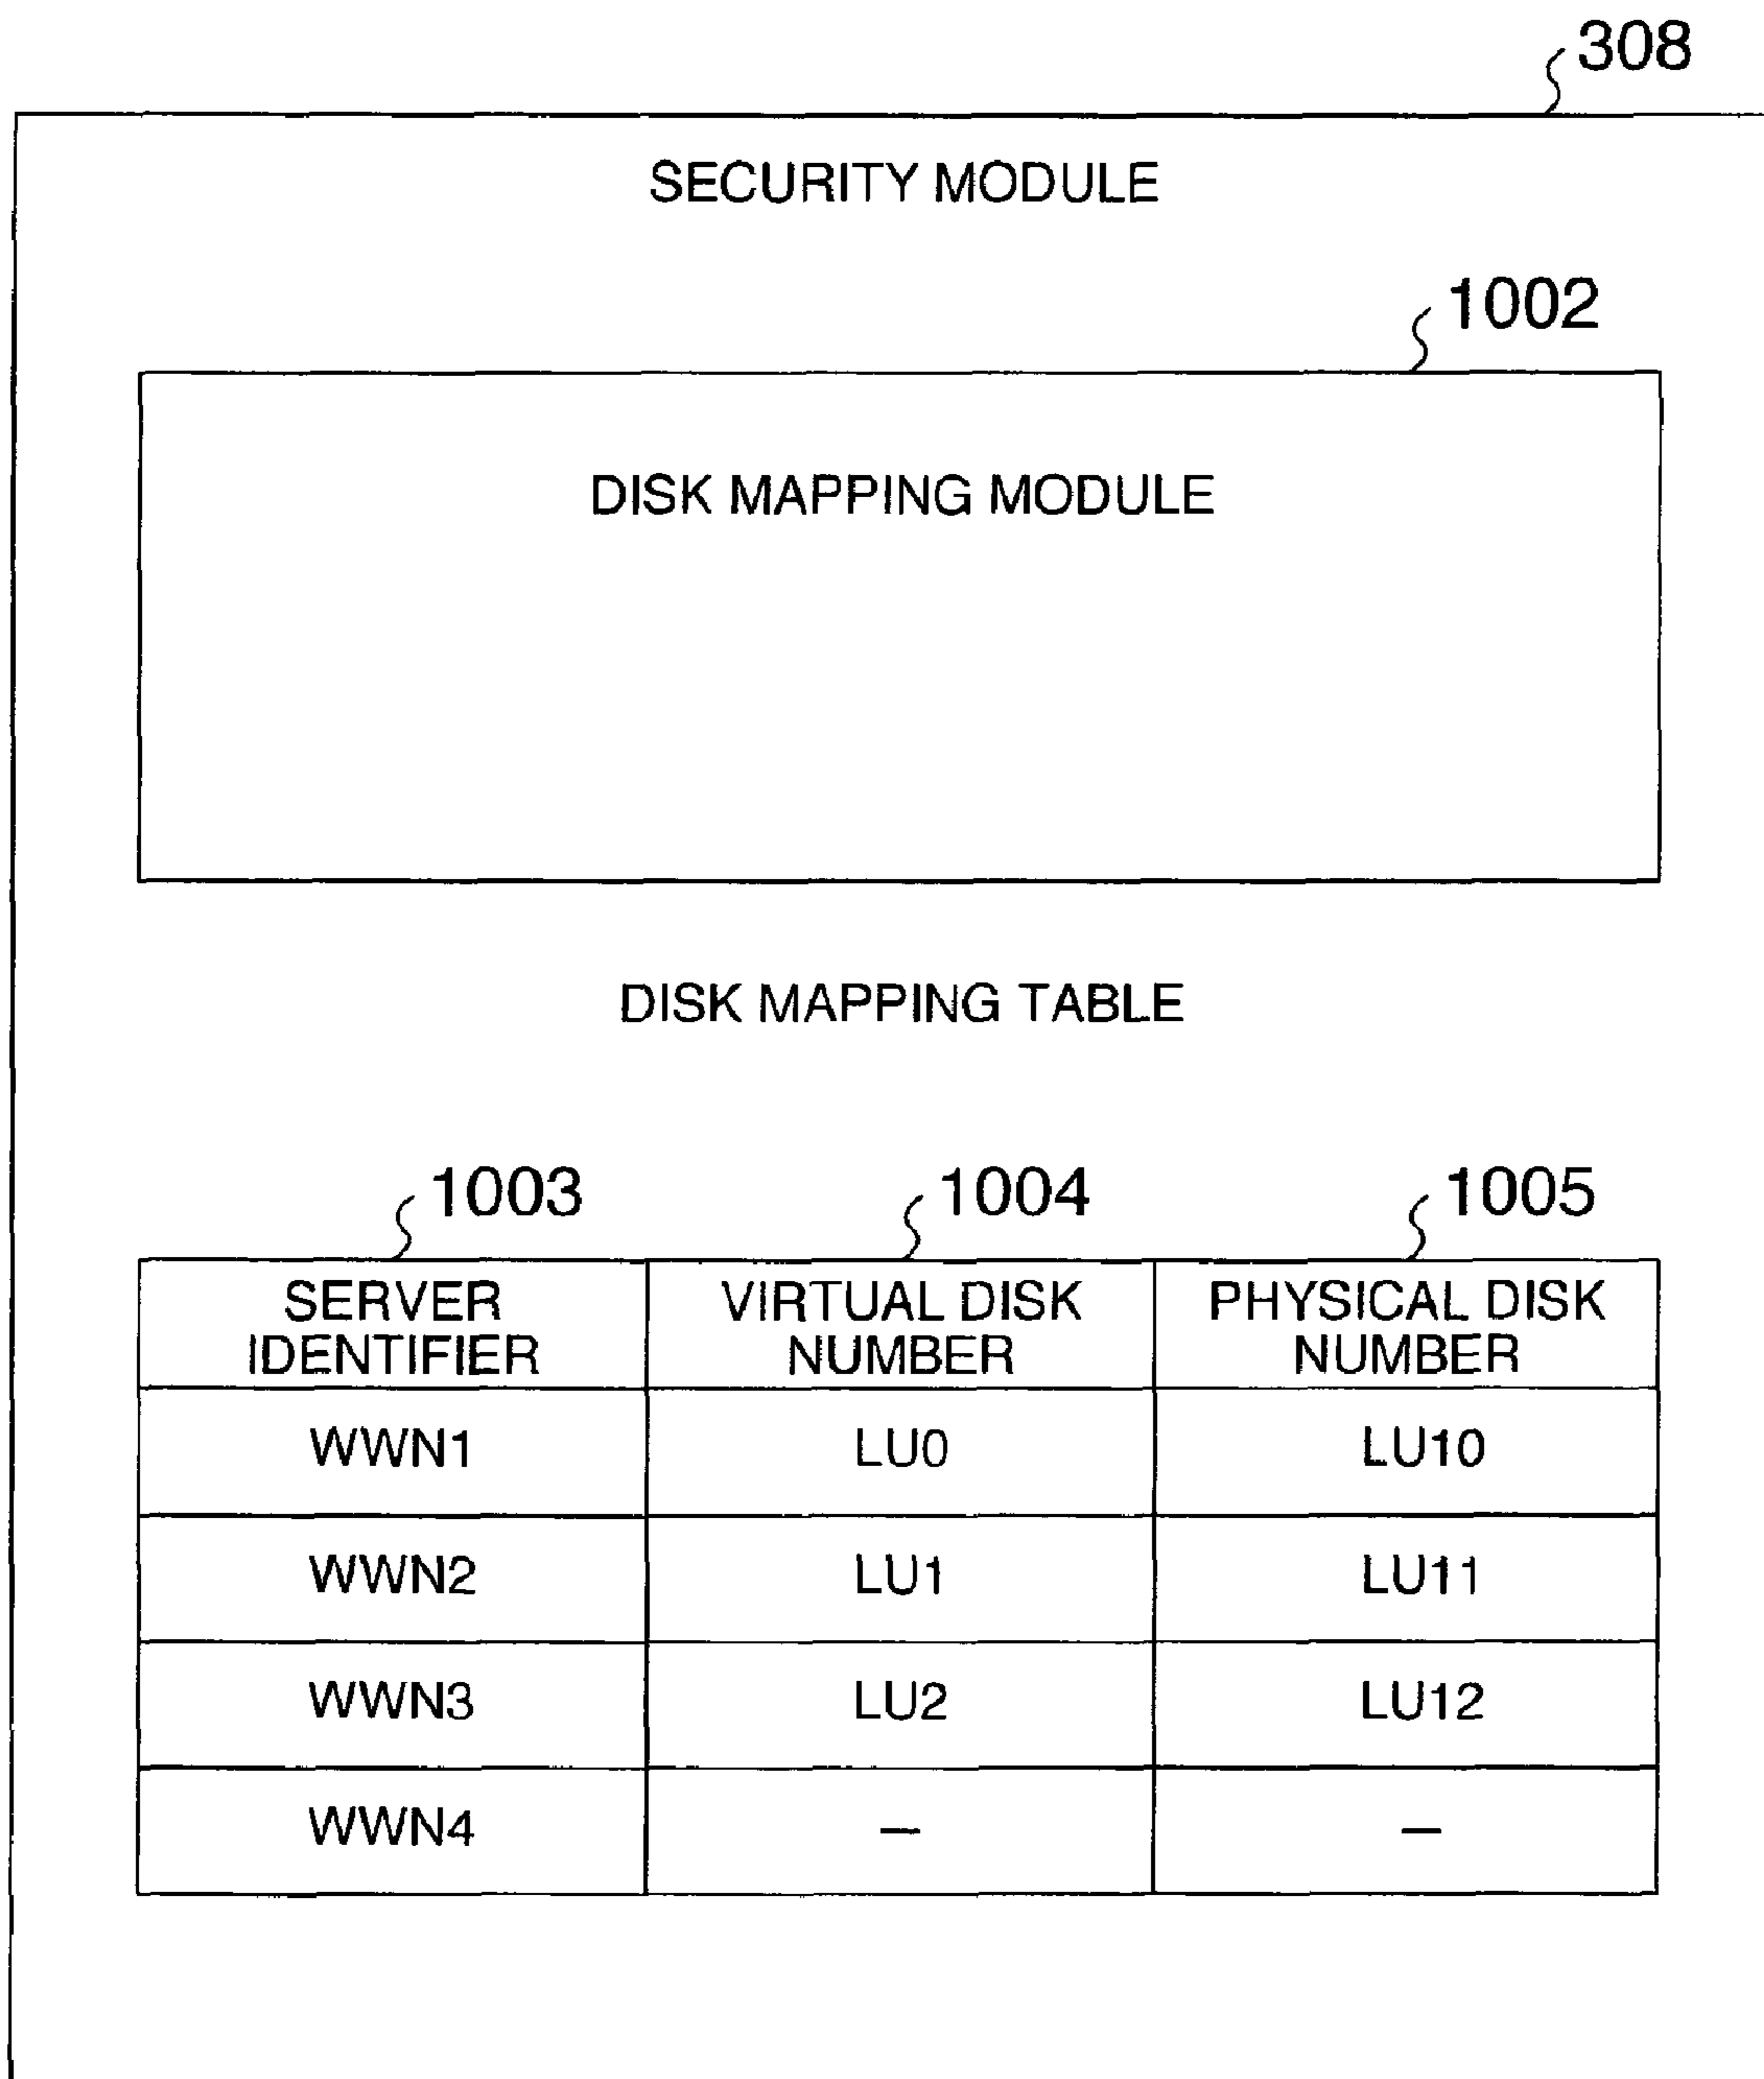 308
SECURITY MODULE
1002
DISK MAPPING MODULE
DISK MAPPING TABLE
1003 1004 1005
SERVER IDENTIFIER VIRTUAL DISK NUMBER PHYSICAL DISK NUMBER
WWN1 LU0 LU10
WWN2 LU1 LU11
WWN3 LU2 LU12
WWN4 – –